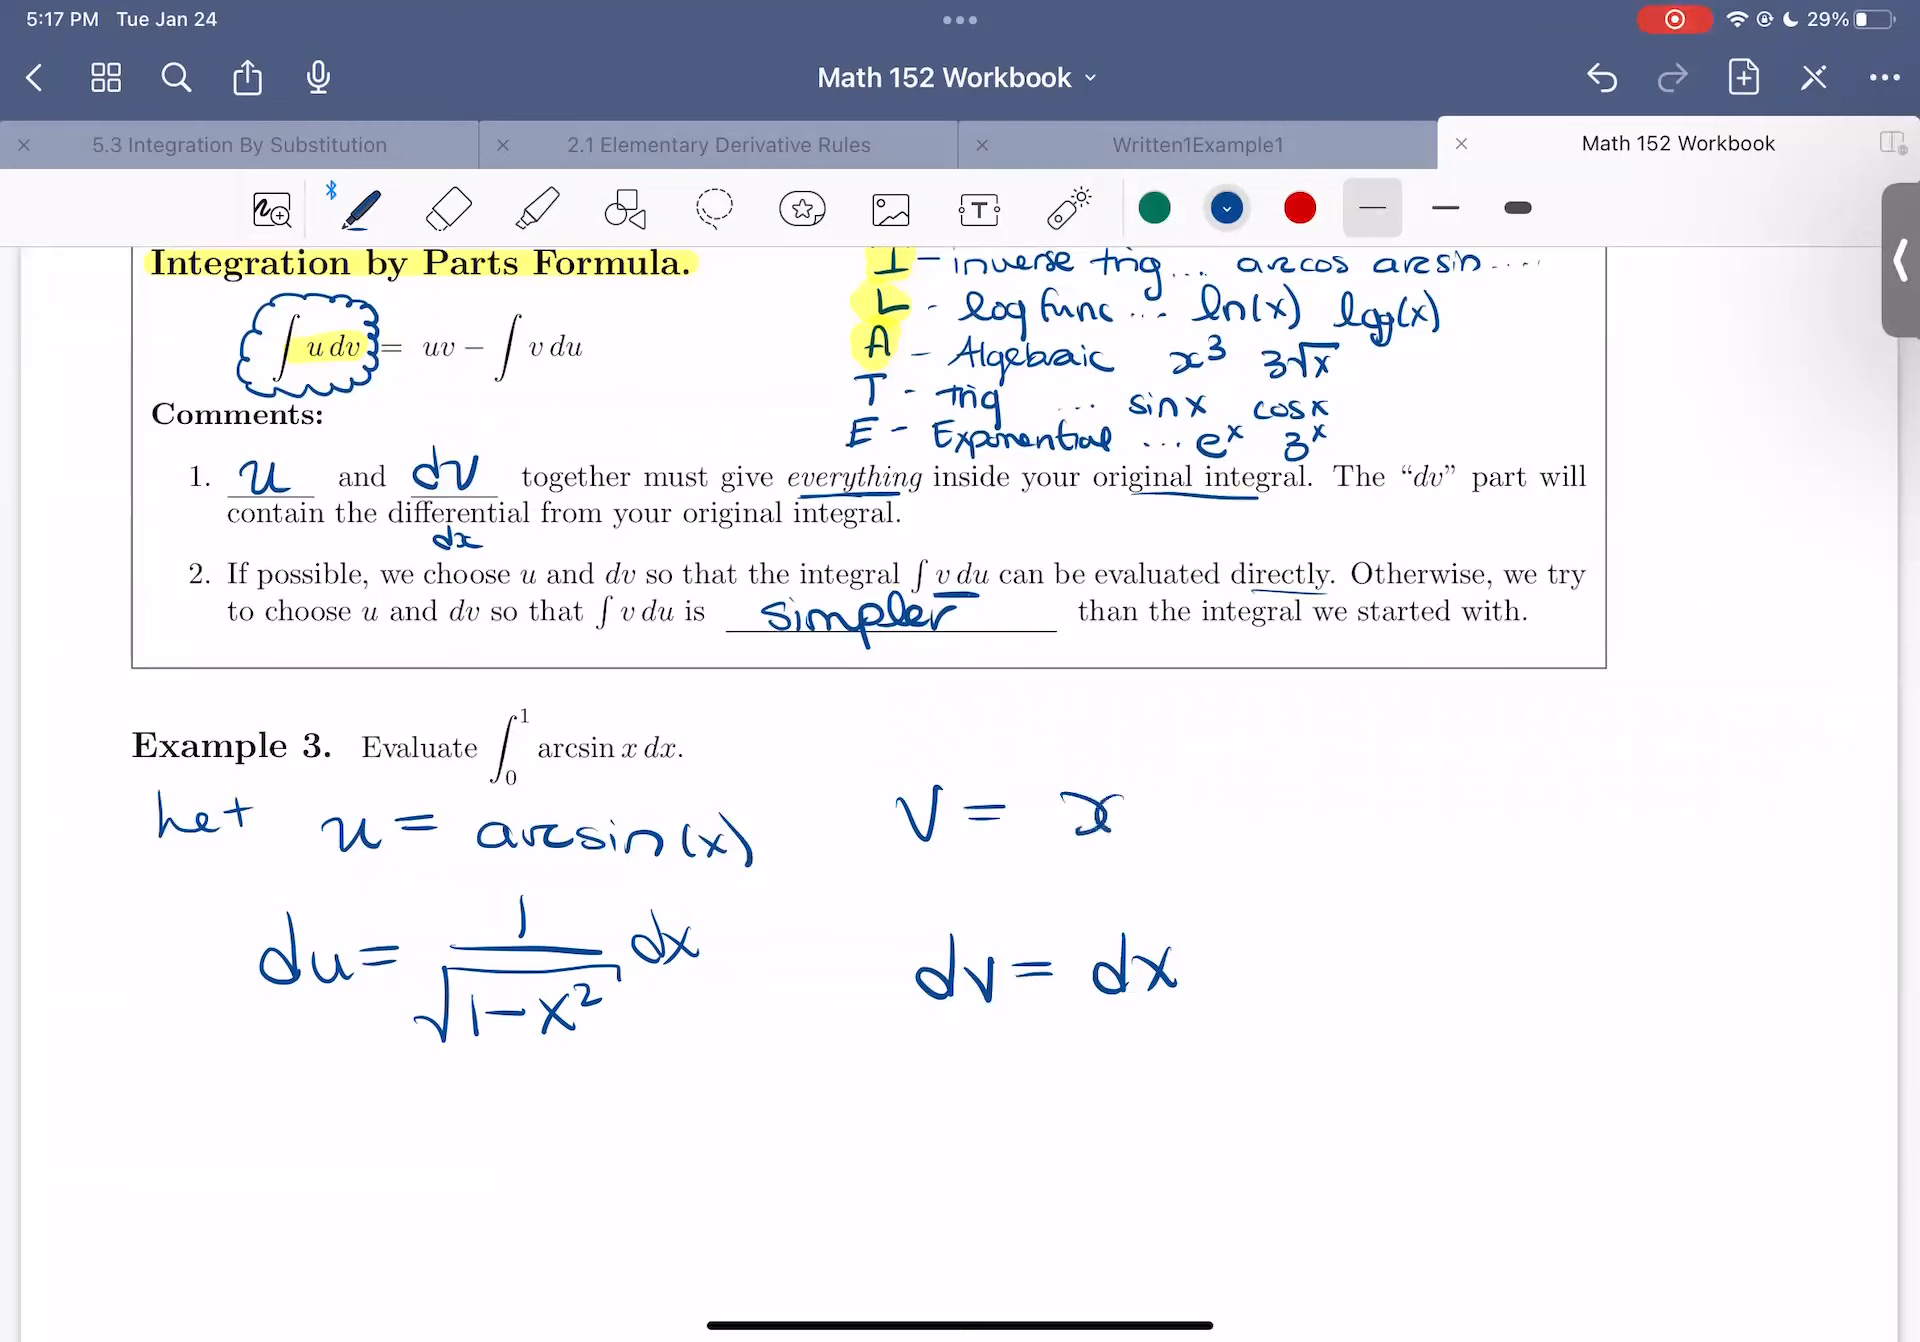 5:17 PM Tue Jan 24
29%
Math 152 Workbook
5.3 Integration By Substitution
2.1 Elementary Derivative Rules
Written1Example1
Math 152 Workbook
Integration by Parts Formula.
∫ u dv = uv − ∫ v du
I - inverse trig... arcos arcsin....
L - log func ... ln(x) log(x)
A - Algebraic x³ 3√x
T - trig ... sinx cosx
E - Exponential ... eˣ 3ˣ
Comments:
1. u and dv together must give everything inside your original integral. The “dv” part will
contain the differential from your original integral.
dx
2. If possible, we choose u and dv so that the integral ∫ v du can be evaluated directly. Otherwise, we try
to choose u and dv so that ∫ v du is simpler than the integral we started with.
Example 3. Evaluate ∫₀¹ arcsin x dx.
Let u = arcsin(x) v = x
du = 1/√(1-x²) dx dv = dx